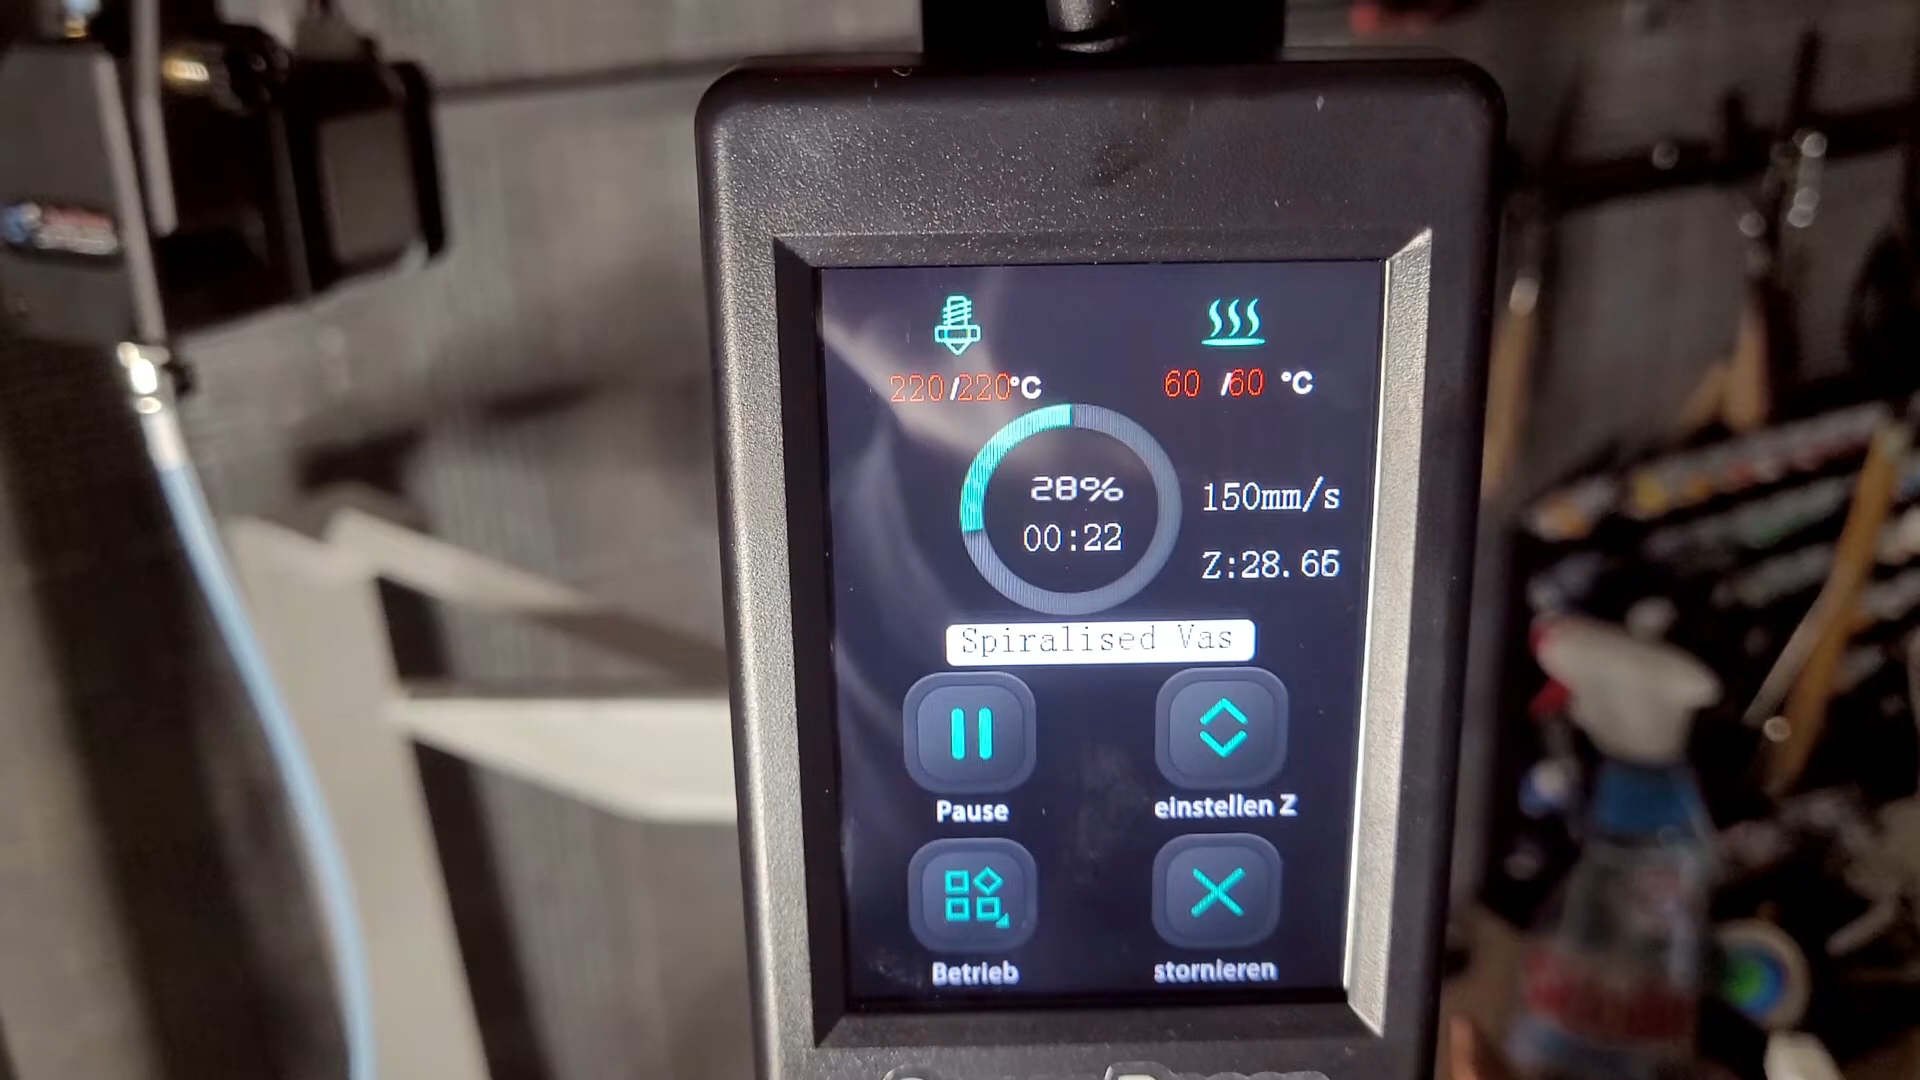 220/220°C
60 /60 °C
28%
00:22
150mm/s
Z:28.66
Spiralised Vas
Pause
einstellen Z
Betrieb
stornieren